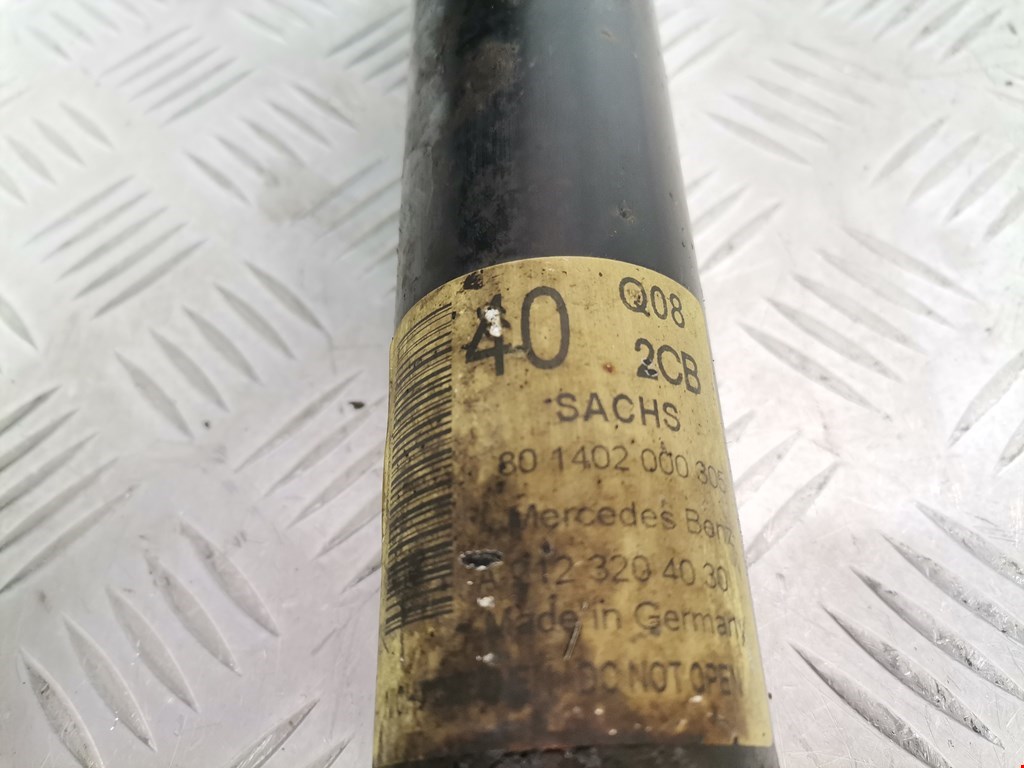 40 Q08
2CB
SACHS
80 1402 000 305
Mercedes Benz
A 212 320 40 30
Made in Germany
DO NOT OPEN